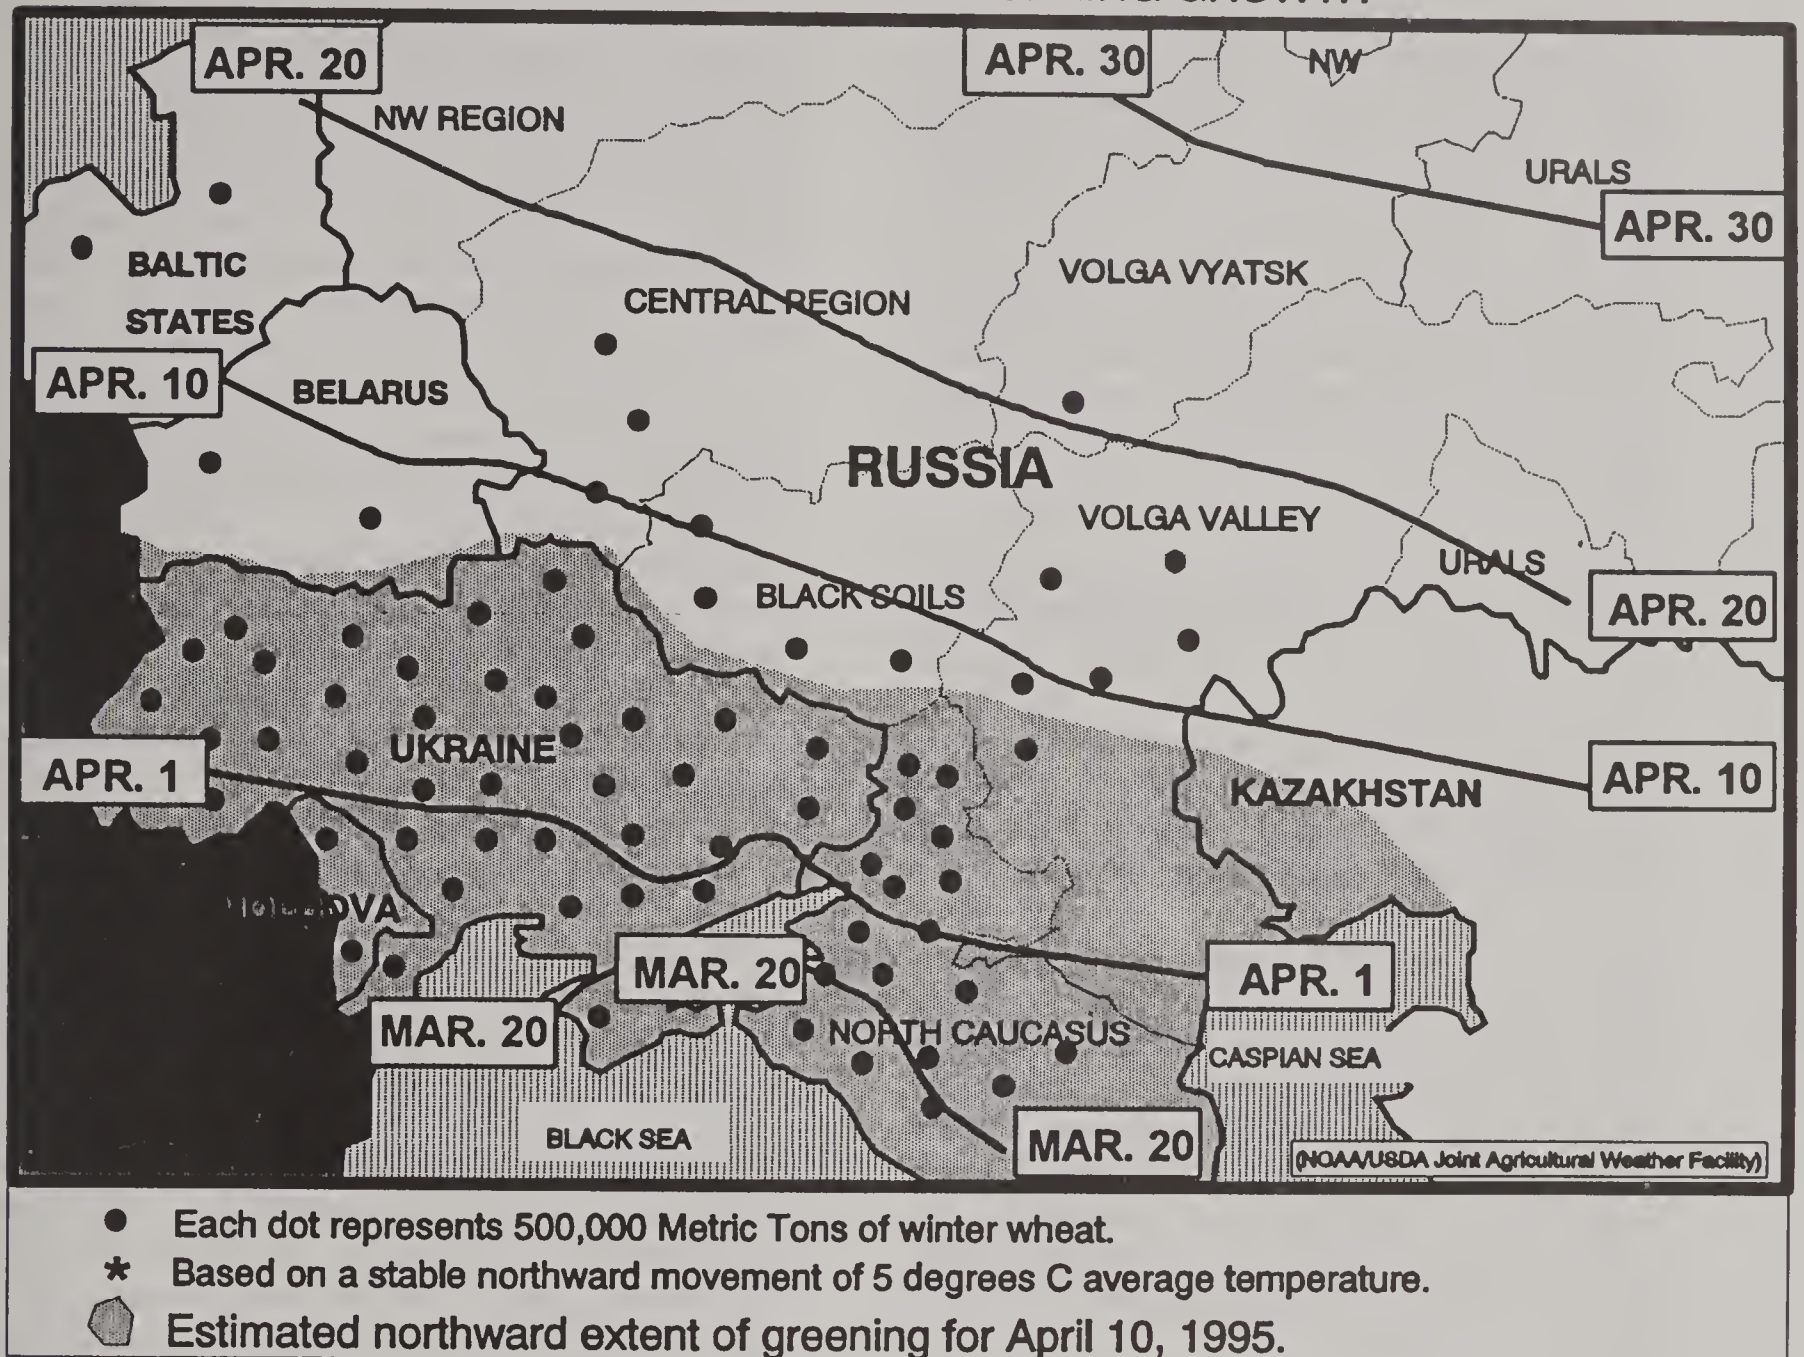 APR. 20
APR. 30
NW
NW REGION
URALS
APR. 30
BALTIC
STATES
VOLGA VYATSK
CENTRAL REGION
APR. 10
BELARUS
RUSSIA
VOLGA VALLEY
URALS
BLACK SOILS
APR. 20
UKRAINE
APR. 1
KAZAKHSTAN
APR. 10
MAR. 20
APR. 1
MAR. 20
NORTH CAUCASUS
CASPIAN SEA
BLACK SEA
MAR. 20
(NOAA/USDA Joint Agricultural Weather Facility)
Each dot represents 500,000 Metric Tons of winter wheat.
* Based on a stable northward movement of 5 degrees C average temperature.
Estimated northward extent of greening for April 10, 1995.